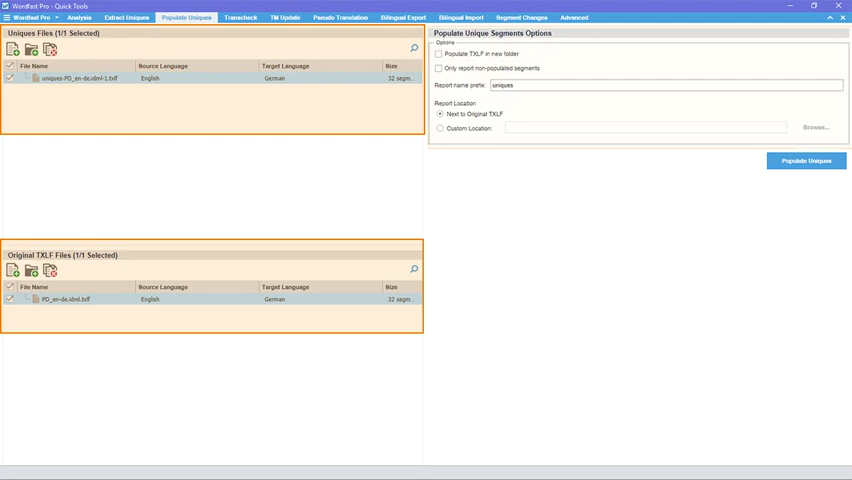 Wordfast Pro - Quick Tools
Wordfast Pro Analysis Extract Uniques Populate Uniques Transcheck TM Update Pseudo Translation Bilingual Export Bilingual Import Segment Changes Advanced
Uniques Files (1/1 Selected)
File Name Source Language Target Language Size
uniques-PD_en-de.idml-1.txlf English German 32 segm...
Populate Unique Segments Options
Options
Populate TXLF in new folder
Only report non-populated segments
Report name prefix: uniques
Report Location
Next to Original TXLF
Custom Location: Browse...
Populate Uniques
Original TXLF Files (1/1 Selected)
File Name Source Language Target Language Size
PD_en-de.idml.txlf English German 32 segm...